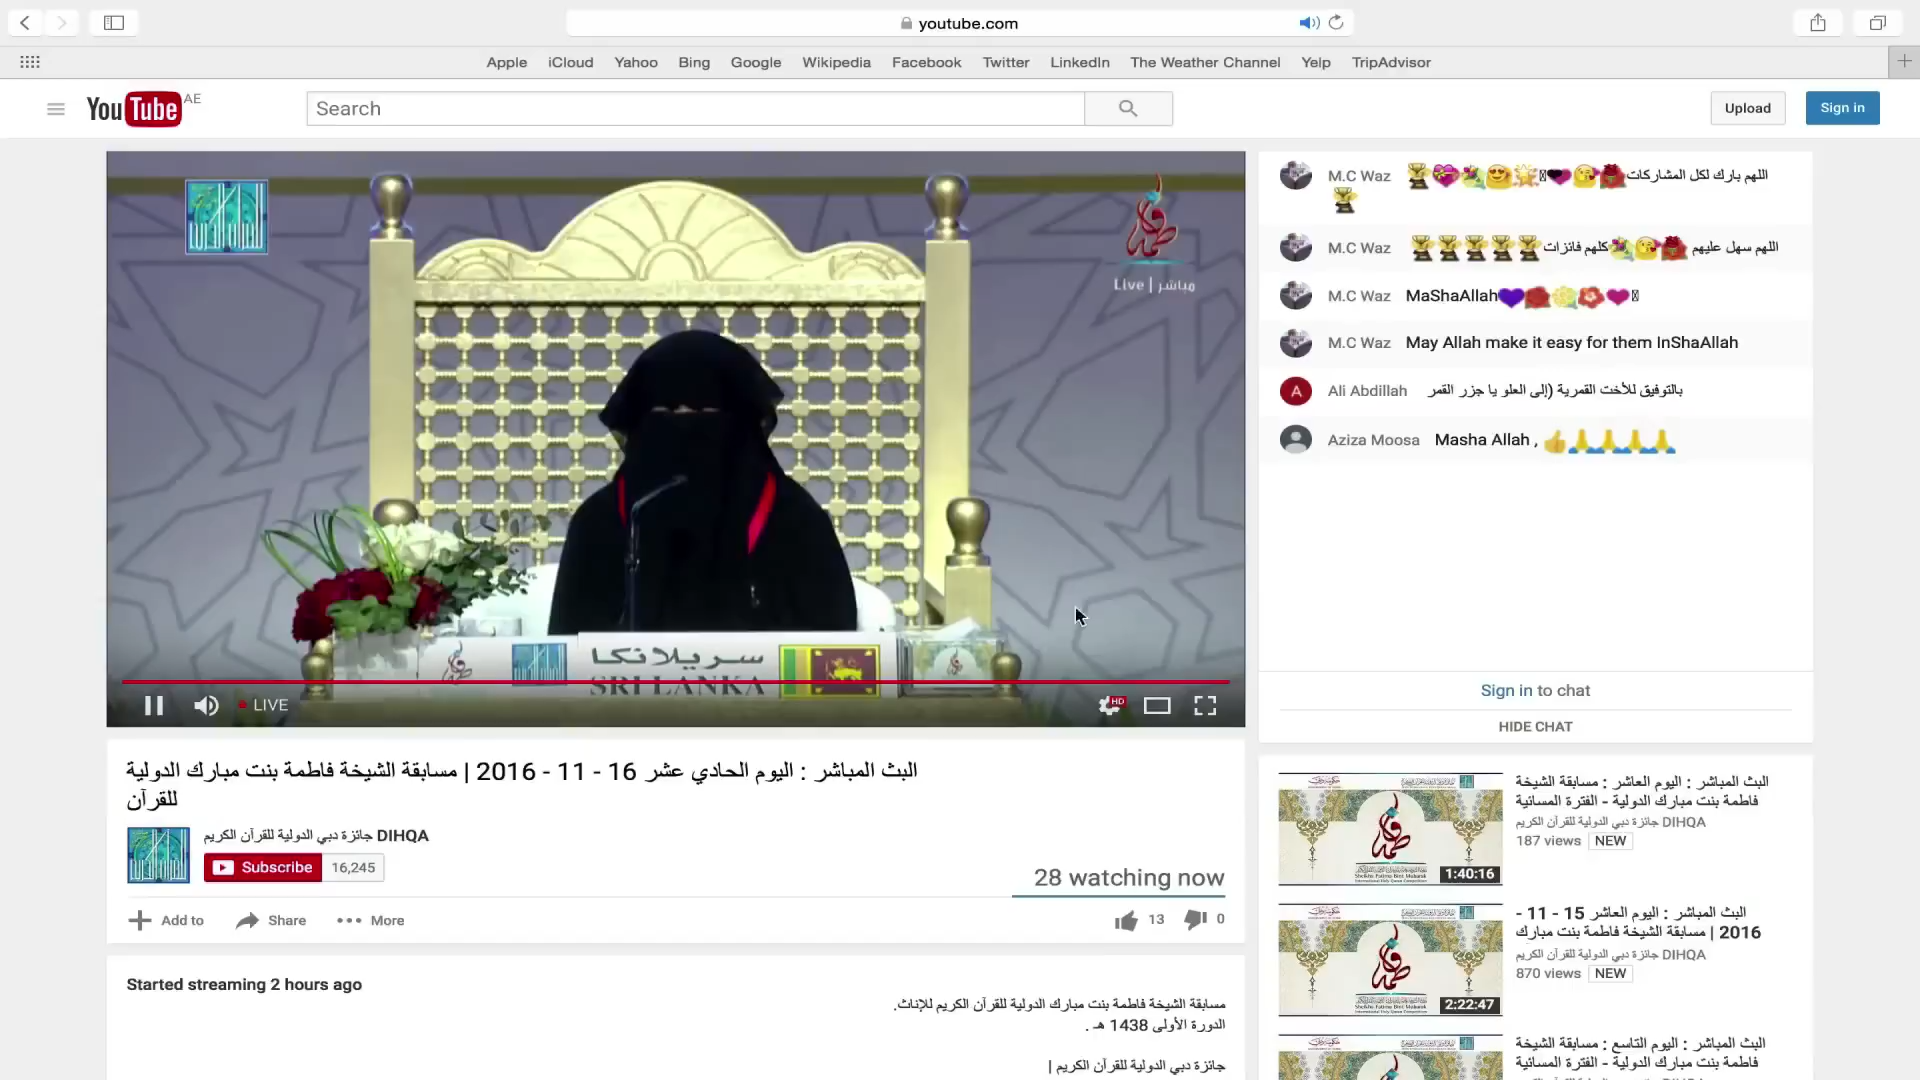 youtube.com
Apple iCloud Yahoo Bing Google Wikipedia Facebook Twitter LinkedIn The Weather Channel Yelp TripAdvisor
YouTube AE
Search
Upload
Sign in
مباشر | Live
سريلانكا
SRI LANKA
LIVE
HD
M.C Waz اللهم بارك لكل المشاركات
M.C Waz اللهم سهل عليهم كلهم فائزات
M.C Waz MaShaAllah
M.C Waz May Allah make it easy for them InShaAllah
A Ali Abdillah بالتوفيق للأخت القمرية (إلى العلو يا جزر القمر
Aziza Moosa Masha Allah , 👍🙏🙏🙏🙏
Sign in to chat
HIDE CHAT
البث المباشر : اليوم الحادي عشر 16 - 11 - 2016 | مسابقة الشيخة فاطمة بنت مبارك الدولية
للقرآن
جائزة دبي الدولية للقرآن الكريم DIHQA
Subscribe 16,245
28 watching now
Add to Share More 13 0
Started streaming 2 hours ago
مسابقة الشيخة فاطمة بنت مبارك الدولية للقرآن الكريم للإناث.
الدورة الأولى 1438 هـ .
جائزة دبي الدولية للقرآن الكريم |
البث المباشر : اليوم العاشر : مسابقة الشيخة
فاطمة بنت مبارك الدولية - الفترة المسائية
جائزة دبي الدولية للقرآن الكريم DIHQA
187 views NEW
1:40:16
البث المباشر : اليوم العاشر 15 - 11 -
2016 | مسابقة الشيخة فاطمة بنت مبارك
جائزة دبي الدولية للقرآن الكريم DIHQA
870 views NEW
2:22:47
البث المباشر : اليوم التاسع : مسابقة الشيخة
فاطمة بنت مبارك الدولية - الفترة المسائية